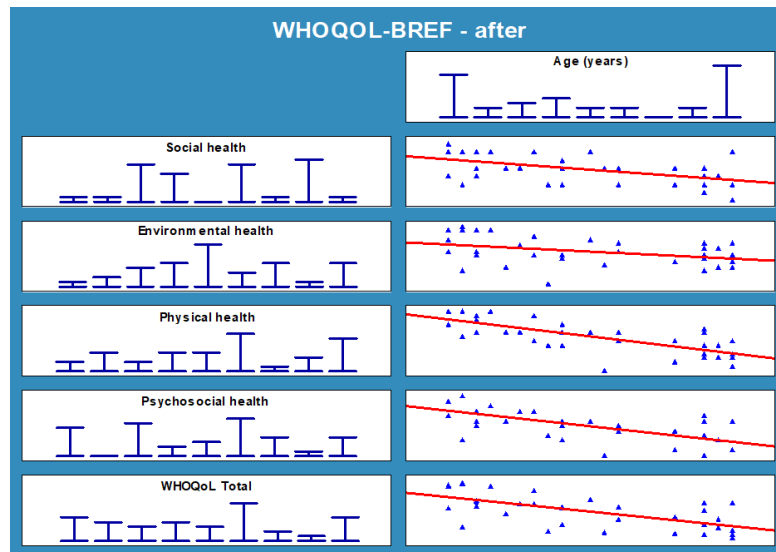 WHOQOL-BREF - after
Age (years)
Social health
Environmental health
Physical health
Psychosocial health
WHOQoL Total